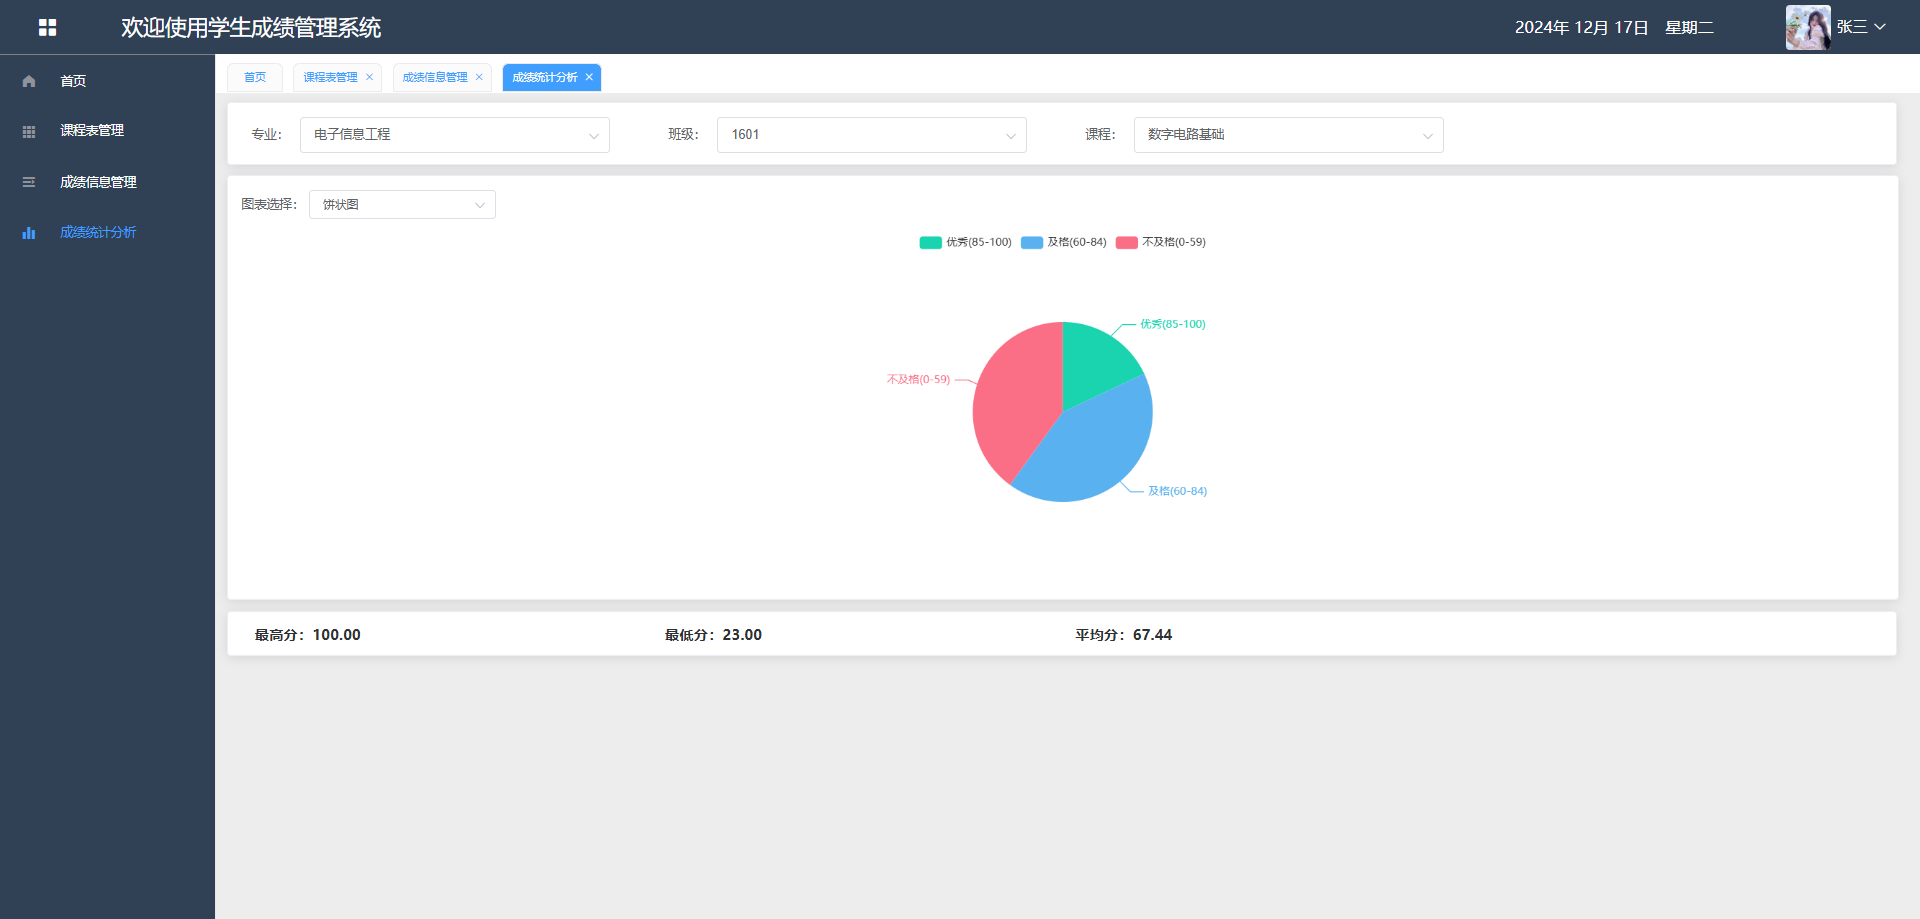 欢迎使用学生成绩管理系统
2024年 12月 17日 星期二
张三
首页
课程表管理
成绩信息管理
成绩统计分析
首页
课程表管理
成绩信息管理
成绩统计分析
专业：
电子信息工程
班级：
1601
课程：
数字电路基础
图表选择：
饼状图
优秀(85-100)
及格(60-84)
不及格(0-59)
优秀(85-100)
不及格(0-59)
及格(60-84)
最高分：100.00
最低分：23.00
平均分：67.44